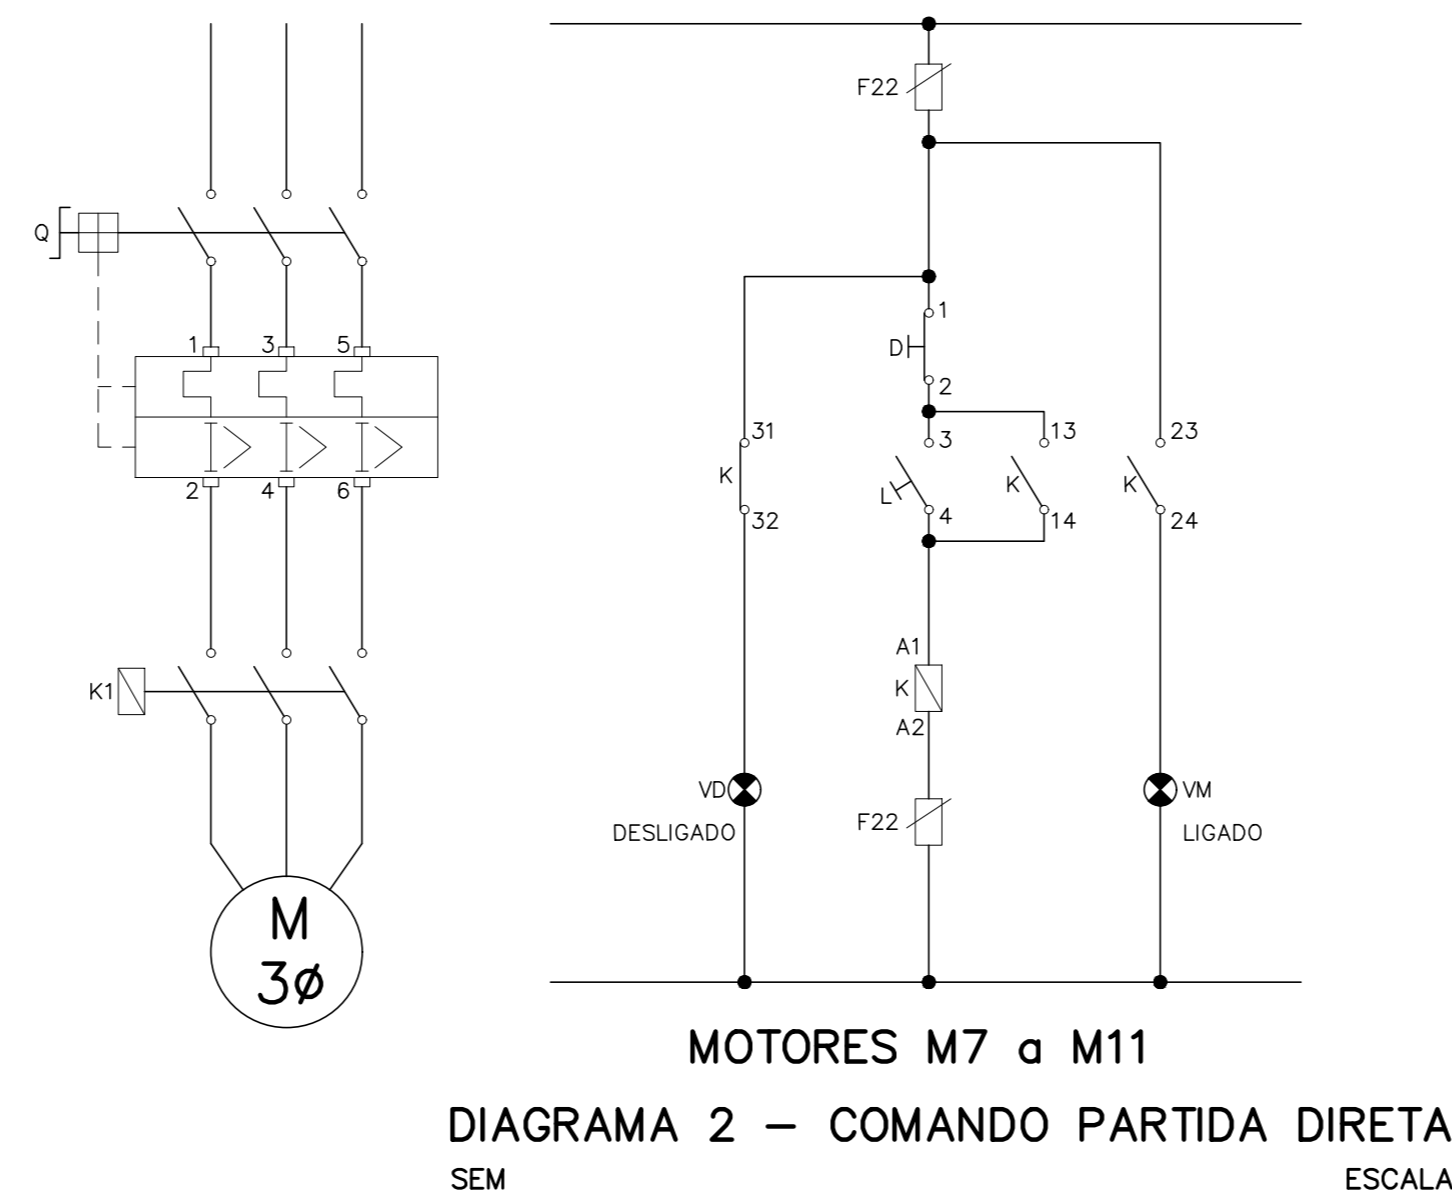 F22
Q
1 3 5
2 4 6
K1
M
3ø
1
D
2
31
K
32
3
L
4
13
K
14
23
K
24
A1
K
A2
VD
DESLIGADO
F22
VM
LIGADO
MOTORES M7 a M11
DIAGRAMA 2 – COMANDO PARTIDA DIRETA
SEM ESCALA